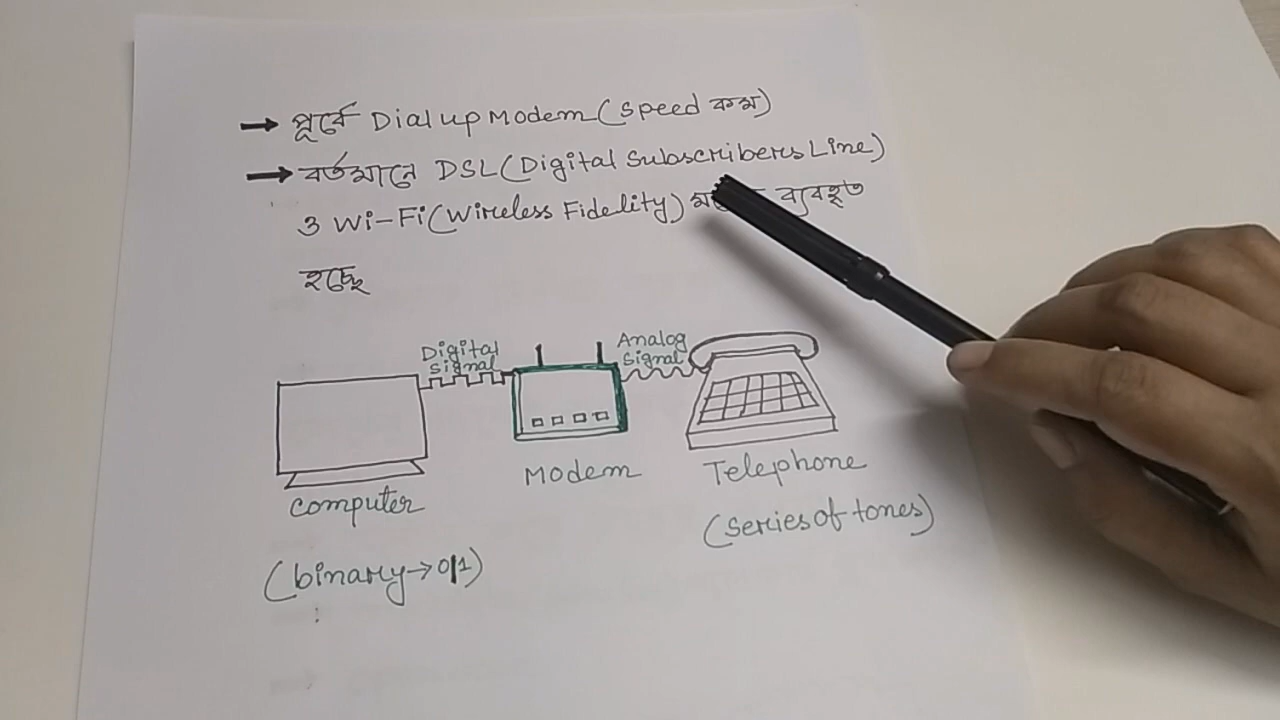 → পূর্বে Dial up Modem (Speed কম)
→ বর্তমানে DSL (Digital Subscribers Line)
ও Wi-Fi (Wireless Fidelity) ব্যবহৃত
হচ্ছে
Digital
Signal
Analog
Signal
Modem
Telephone
Computer
(Series of tones)
(binary → 0/1)